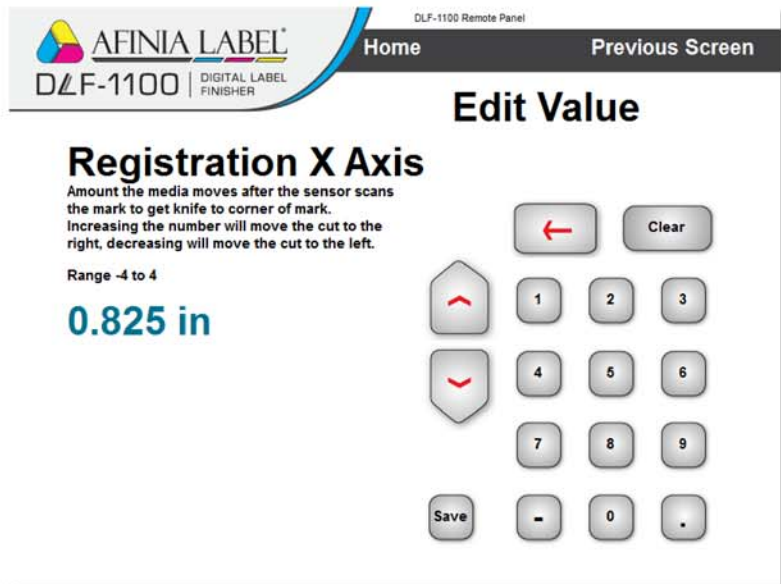 DLF-1100 Remote Panel
AFINIA LABEL
DLF-1100 DIGITAL LABEL
FINISHER
Home
Previous Screen
Edit Value
Registration X Axis
Amount the media moves after the sensor scans
the mark to get knife to corner of mark.
Increasing the number will move the cut to the
right, decreasing will move the cut to the left.
Range -4 to 4
0.825 in
Clear
1 2 3
4 5 6
7 8 9
Save - 0 .